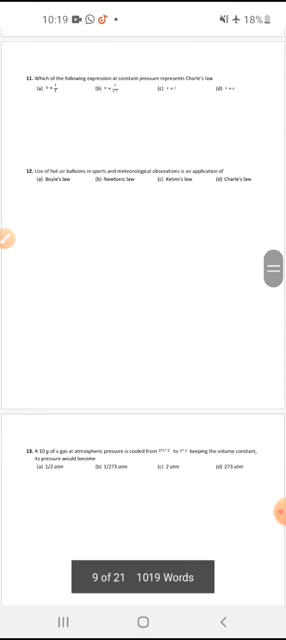 10:19 18%
11. Which of the following expression at constant pressure represents Charle's law
(a) (b) (c) (d)
12. Use of hot air balloons in sports and meteorological obsevations is an application of
(a) Boyle's law (b) Newtonic law (c) Kelvin's law (d) Charle's law
13. A 10 g of a gas at atmospheric pressure is cooled from 273°C to 0°C keeping the volume constant,
its pressure would become
(a) 1/2 atm (b) 1/273 atm (c) 2 atm (d) 273 atm
9 of 21 1019 Words